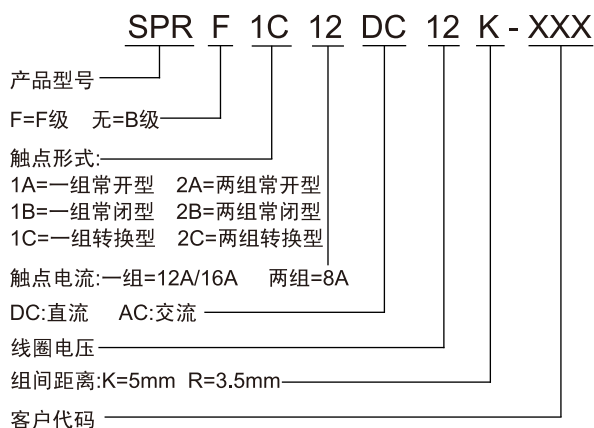 SPR F 1C 12 DC 12 K - XXX
产品型号
F=F级 无=B级
触点形式:
1A=一组常开型 2A=两组常开型
1B=一组常闭型 2B=两组常闭型
1C=一组转换型 2C=两组转换型
触点电流:一组=12A/16A 两组=8A
DC:直流 AC:交流
线圈电压
组间距离:K=5mm R=3.5mm
客户代码